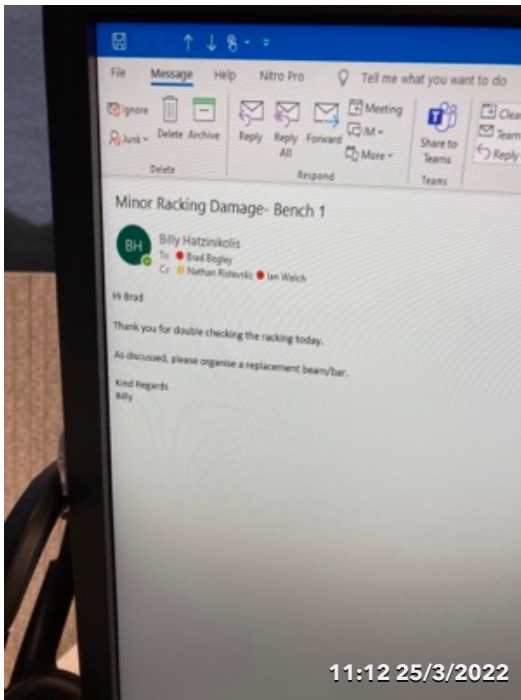 File Message Help Nitro Pro Tell me what you want to do
Ignore
Junk
Delete
Archive
Reply
Reply All
Forward
Meeting
IM
More
Share to Teams
Delete
Respond
Teams
Reply
Minor Racking Damage- Bench 1
BH
Billy Hatzinikolis
To Brad Begley
Cc Nathan Ristevski; Ian Welch
Hi Brad
Thank you for double checking the racking today.
As discussed, please organise a replacement beam/bar.
Kind Regards
Billy
11:12 25/3/2022